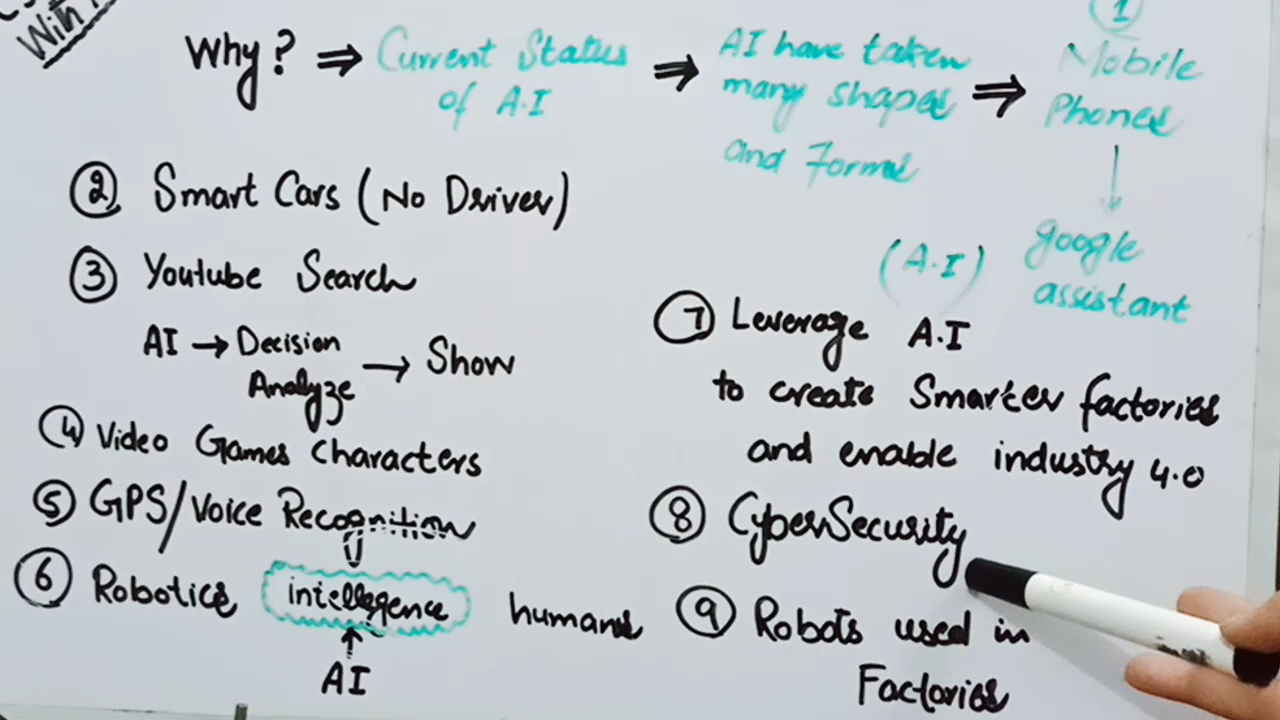 With
Why? ⇒ Current Status of A.I ⇒ AI have taken many shapes and Forms ⇒ ① Mobile Phones
↓
google assistant
(A.I)
② Smart Cars (No Driver)
③ Youtube Search
AI → Decision Analyze → Show
④ Video Games Characters
⑤ GPS/Voice Recognition
⑥ Robotics intellegence humans
↑
AI
⑦ Leverage A.I
to create Smarter factories
and enable industry 4.0
⑧ CyberSecurity
⑨ Robots used in
Factories